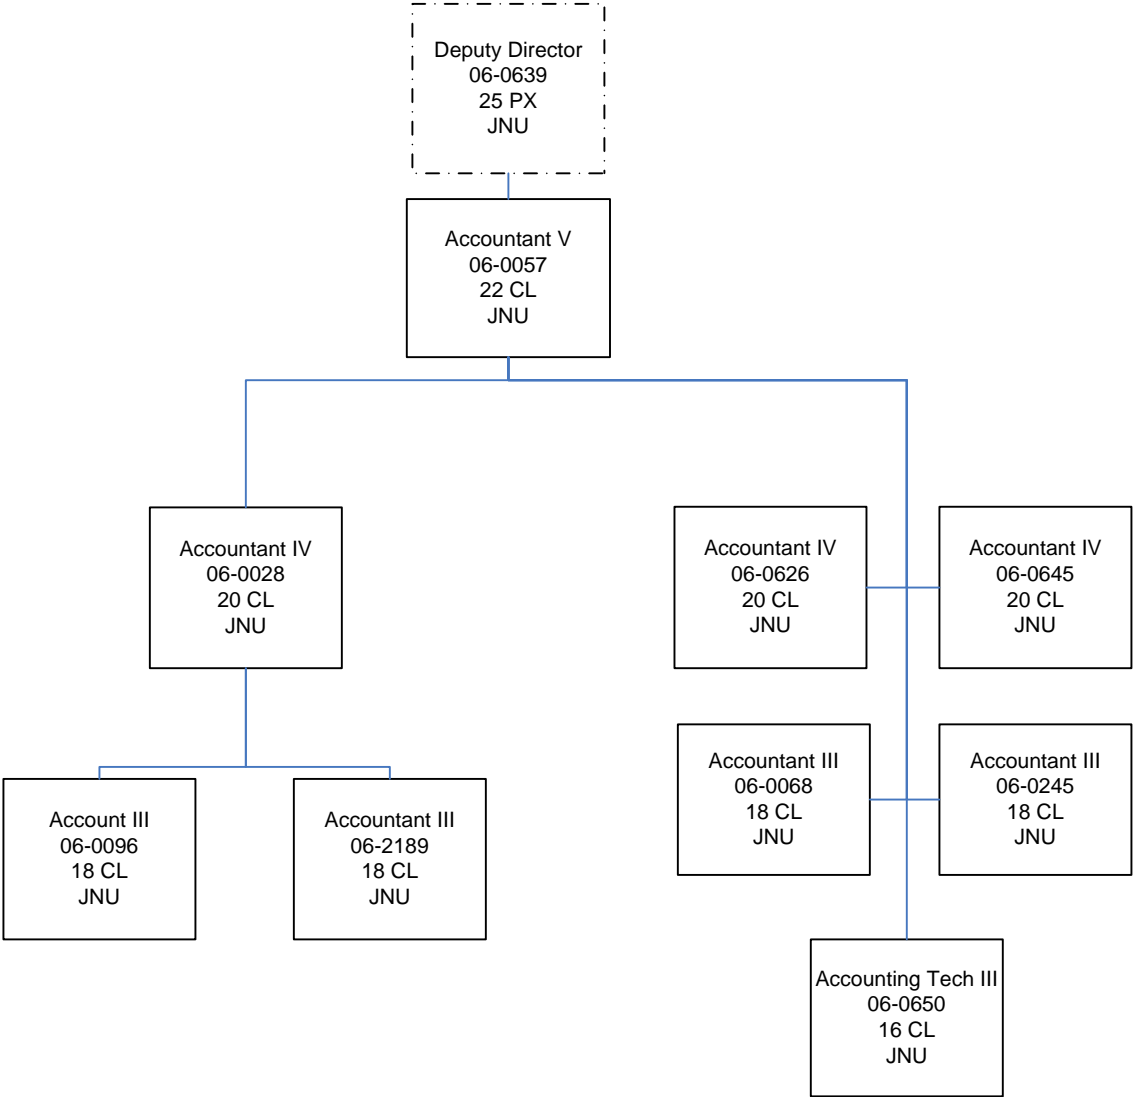 Deputy Director
06-0639
25 PX
JNU
Accountant V
06-0057
22 CL
JNU
Accountant IV
06-0028
20 CL
JNU
Accountant IV
06-0626
20 CL
JNU
Accountant IV
06-0645
20 CL
JNU
Accountant III
06-0068
18 CL
JNU
Accountant III
06-0245
18 CL
JNU
Account III
06-0096
18 CL
JNU
Accountant III
06-2189
18 CL
JNU
Accounting Tech III
06-0650
16 CL
JNU